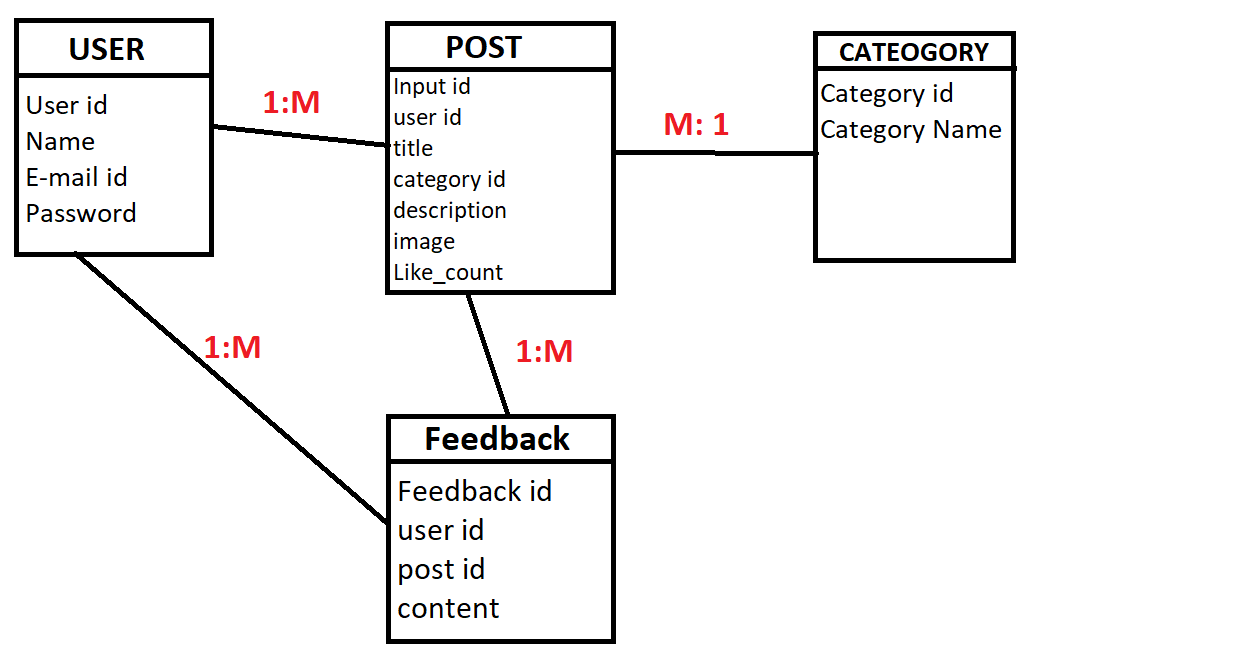 USER
User id
Name
E-mail id
Password
1:M
POST
Input id
user id
title
category id
description
image
Like_count
M: 1
CATEOGORY
Category id
Category Name
1:M
1:M
Feedback
Feedback id
user id
post id
content